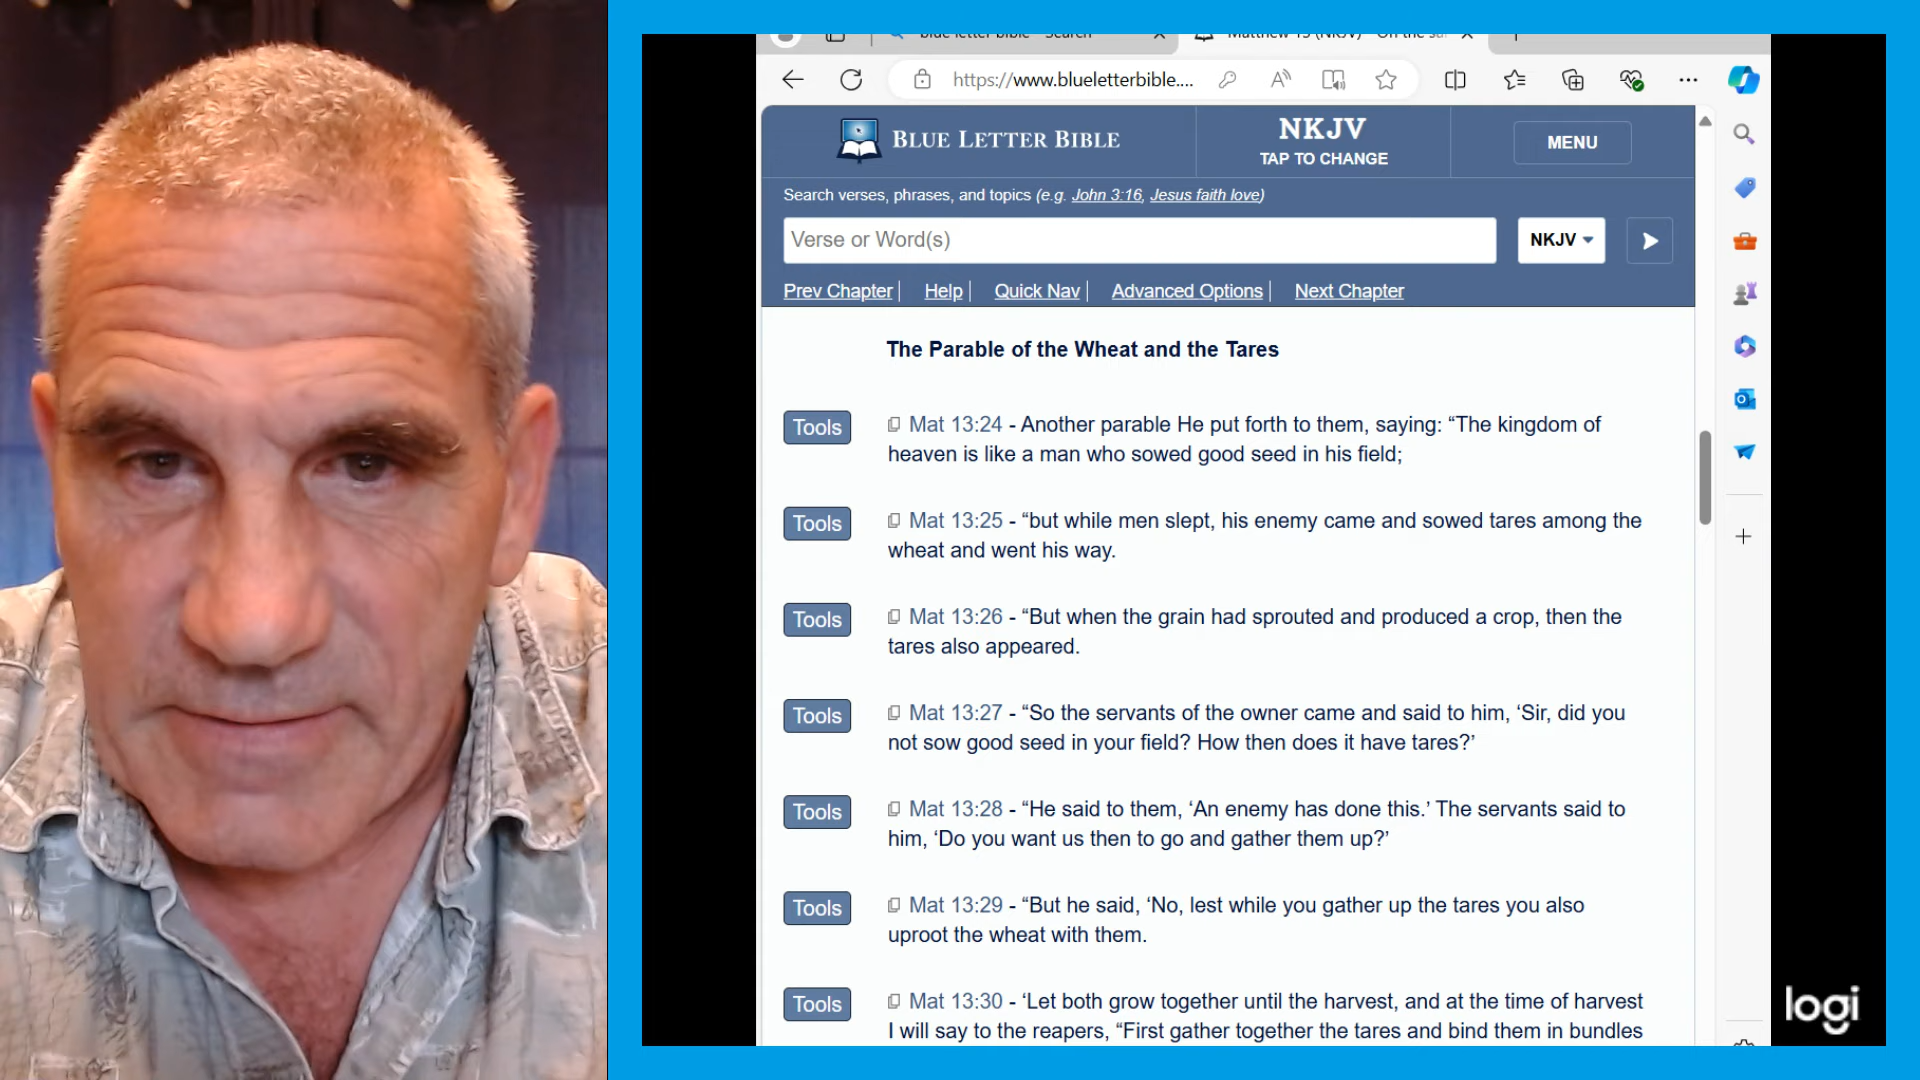 https://www.blueletterbible....
BLUE LETTER BIBLE
NKJV
TAP TO CHANGE
MENU
Search verses, phrases, and topics (e.g. John 3:16, Jesus faith love)
Verse or Word(s)
NKJV
Prev Chapter | Help | Quick Nav | Advanced Options | Next Chapter
The Parable of the Wheat and the Tares
Tools
Mat 13:24 - Another parable He put forth to them, saying: “The kingdom of
heaven is like a man who sowed good seed in his field;
Tools
Mat 13:25 - “but while men slept, his enemy came and sowed tares among the
wheat and went his way.
Tools
Mat 13:26 - “But when the grain had sprouted and produced a crop, then the
tares also appeared.
Tools
Mat 13:27 - “So the servants of the owner came and said to him, ‘Sir, did you
not sow good seed in your field? How then does it have tares?’
Tools
Mat 13:28 - “He said to them, ‘An enemy has done this.’ The servants said to
him, ‘Do you want us then to go and gather them up?’
Tools
Mat 13:29 - “But he said, ‘No, lest while you gather up the tares you also
uproot the wheat with them.
Tools
Mat 13:30 - ‘Let both grow together until the harvest, and at the time of harvest
I will say to the reapers, “First gather together the tares and bind them in bundles
logi